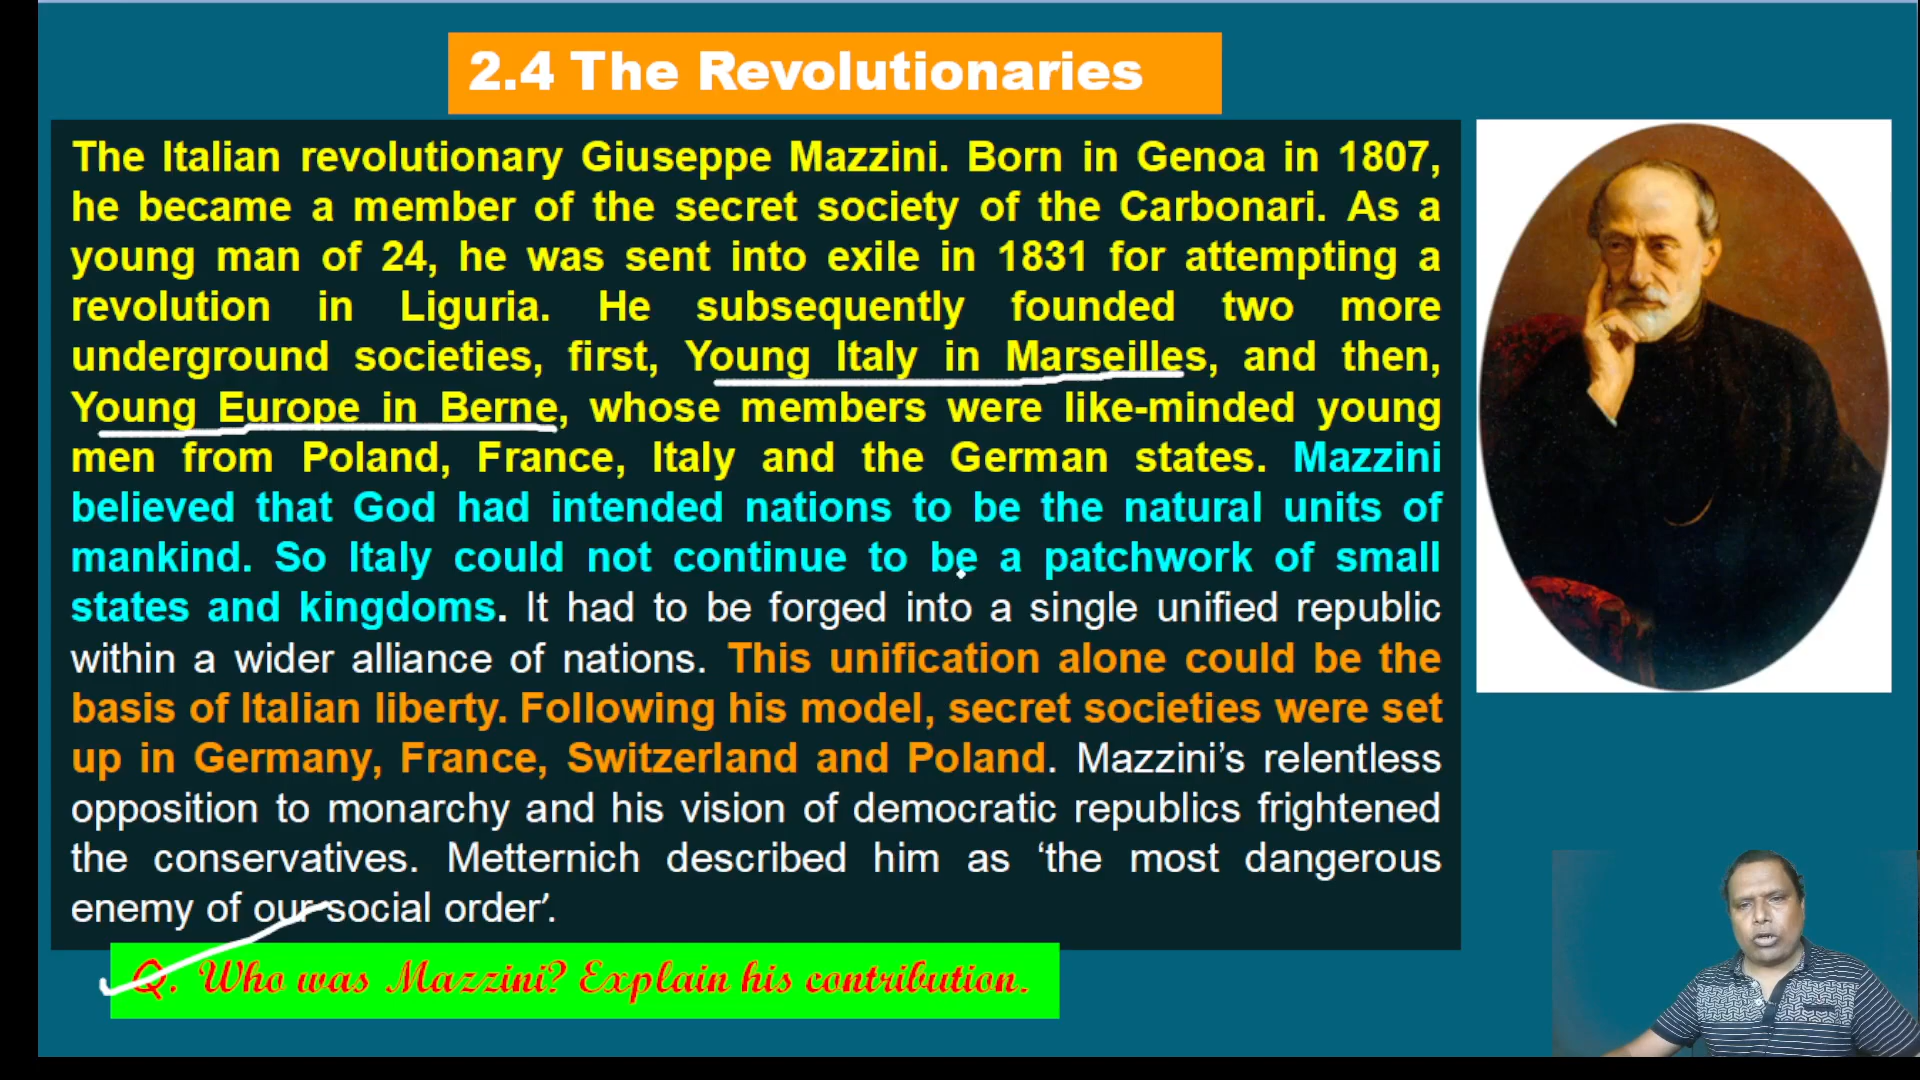 2.4 The Revolutionaries
The Italian revolutionary Giuseppe Mazzini. Born in Genoa in 1807,
he became a member of the secret society of the Carbonari. As a
young man of 24, he was sent into exile in 1831 for attempting a
revolution in Liguria. He subsequently founded two more
underground societies, first, Young Italy in Marseilles, and then,
Young Europe in Berne, whose members were like-minded young
men from Poland, France, Italy and the German states. Mazzini
believed that God had intended nations to be the natural units of
mankind. So Italy could not continue to be a patchwork of small
states and kingdoms. It had to be forged into a single unified republic
within a wider alliance of nations. This unification alone could be the
basis of Italian liberty. Following his model, secret societies were set
up in Germany, France, Switzerland and Poland. Mazzini’s relentless
opposition to monarchy and his vision of democratic republics frightened
the conservatives. Metternich described him as ‘the most dangerous
enemy of our social order’.
Q. Who was Mazzini? Explain his contribution.